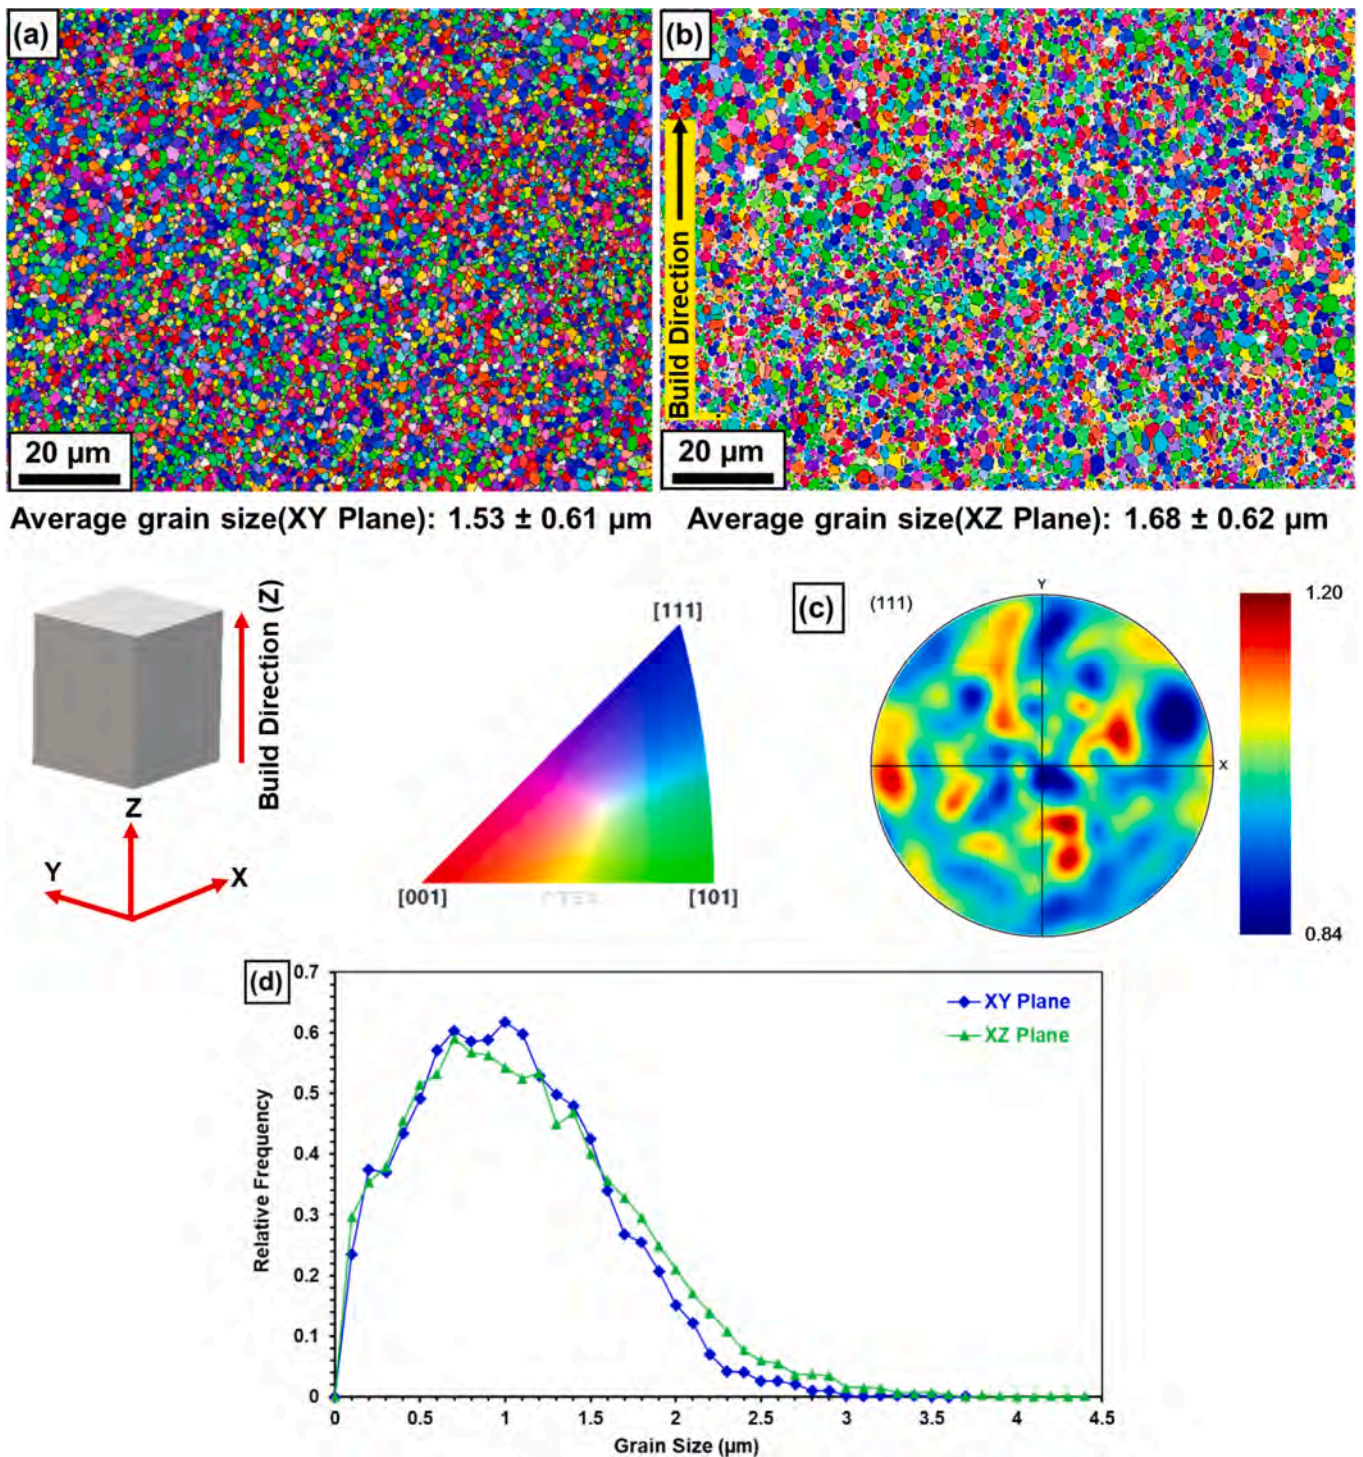 (a)
(b)
Build Direction
20 µm
20 µm
Average grain size(XY Plane): 1.53 ± 0.61 µm
Average grain size(XZ Plane): 1.68 ± 0.62 µm
Build Direction (Z)
Z
Y
X
[111]
[001]
[101]
(c)
(111)
Y
X
1.20
0.84
(d)
0.7
0.6
0.5
0.4
0.3
0.2
0.1
0
Relative Frequency
XY Plane
XZ Plane
0
0.5
1
1.5
2
2.5
3
3.5
4
4.5
Grain Size (µm)